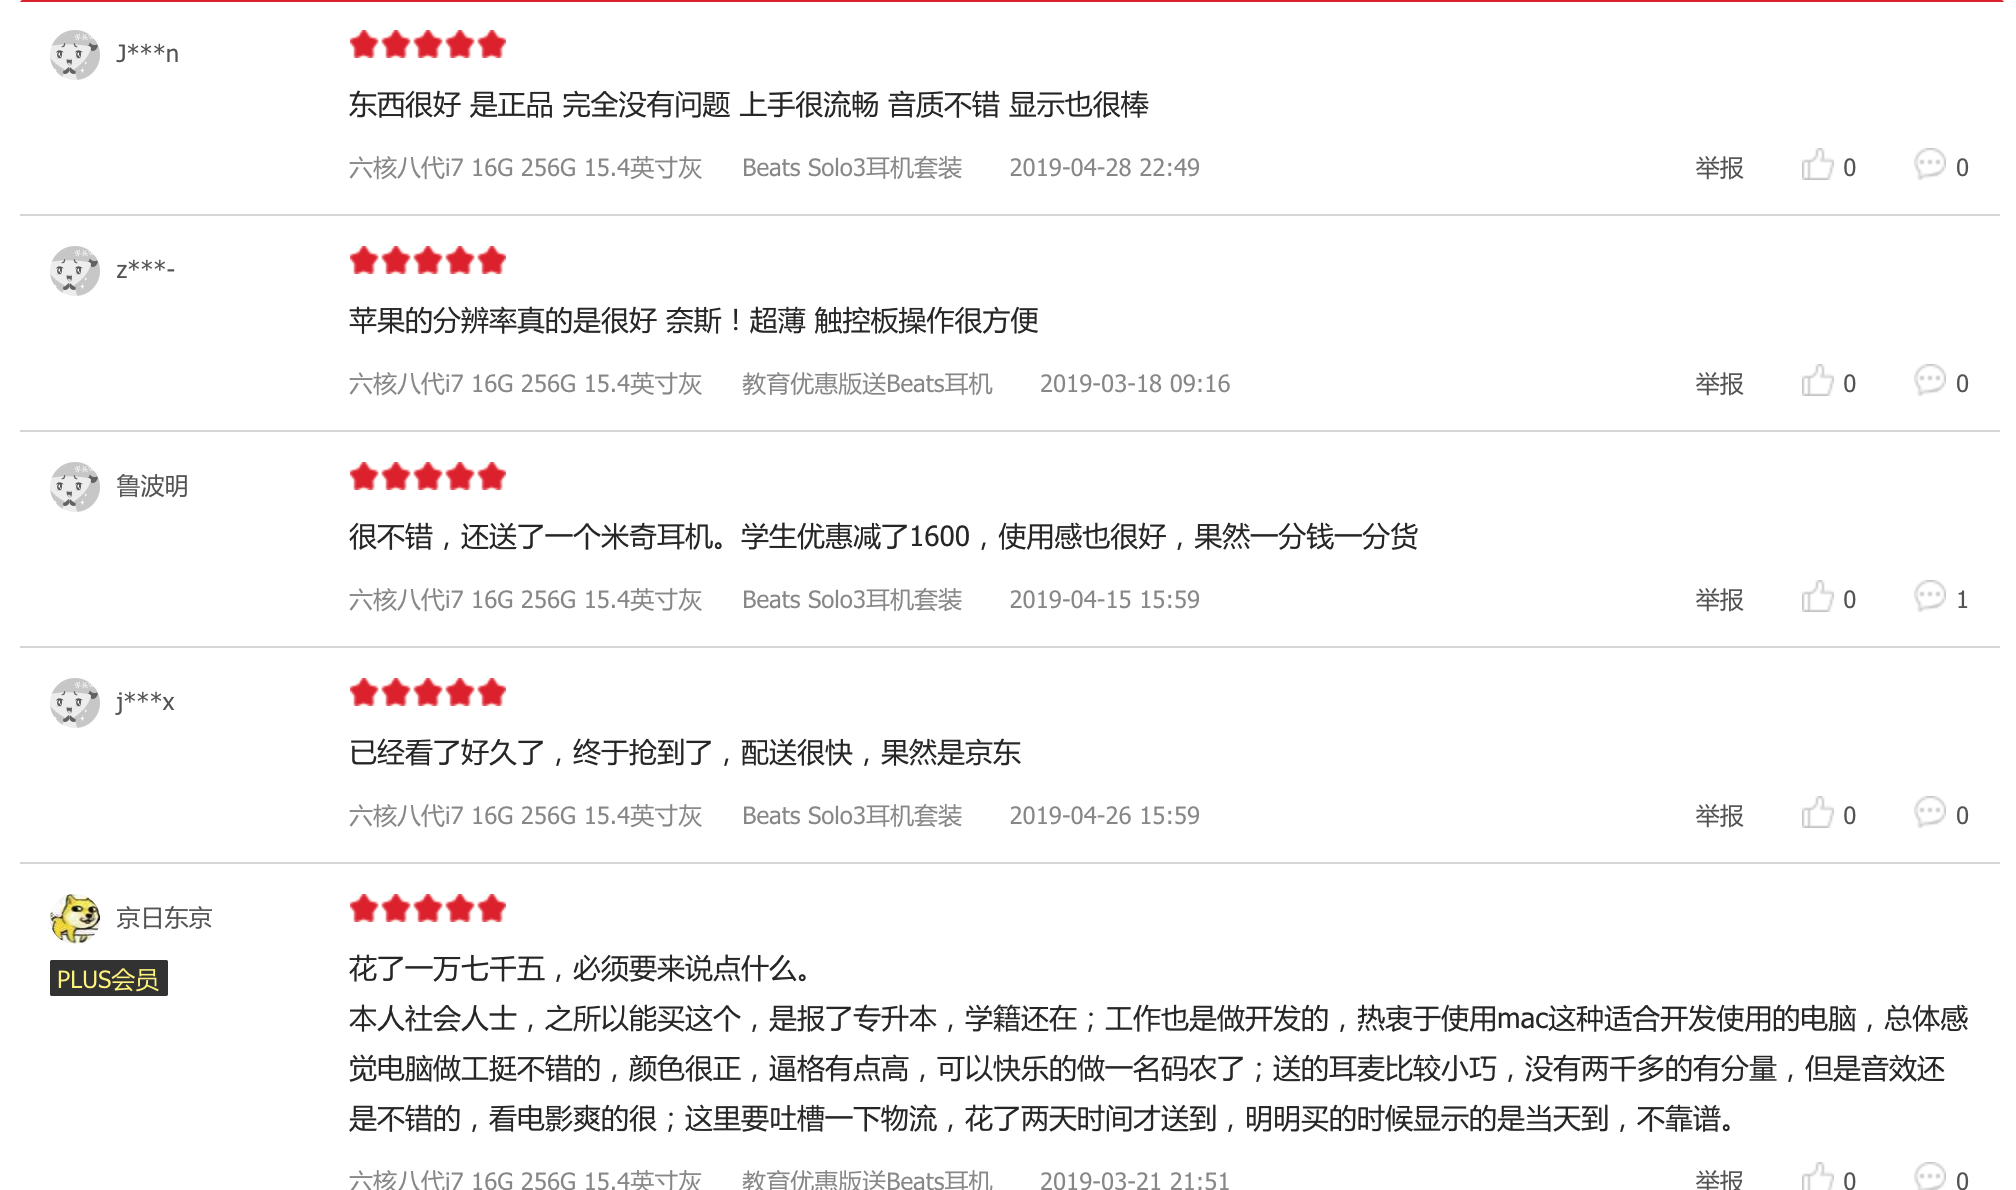 J***n
东西很好 是正品 完全没有问题 上手很流畅 音质不错 显示也很棒
六核八代i7 16G 256G 15.4英寸灰 Beats Solo3耳机套装 2019-04-28 22:49 举报 0 0
z***-
苹果的分辨率真的是很好 奈斯！超薄 触控板操作很方便
六核八代i7 16G 256G 15.4英寸灰 教育优惠版送Beats耳机 2019-03-18 09:16 举报 0 0
鲁波明
很不错，还送了一个米奇耳机。学生优惠减了1600，使用感也很好，果然一分钱一分货
六核八代i7 16G 256G 15.4英寸灰 Beats Solo3耳机套装 2019-04-15 15:59 举报 0 1
j***x
已经看了好久了，终于抢到了，配送很快，果然是京东
六核八代i7 16G 256G 15.4英寸灰 Beats Solo3耳机套装 2019-04-26 15:59 举报 0 0
京日东京
PLUS会员
花了一万七千五，必须要来说点什么。
本人社会人士，之所以能买这个，是报了专升本，学籍还在；工作也是做开发的，热衷于使用mac这种适合开发使用的电脑，总体感
觉电脑做工挺不错的，颜色很正，逼格有点高，可以快乐的做一名码农了；送的耳麦比较小巧，没有两千多的有分量，但是音效还
是不错的，看电影爽的很；这里要吐槽一下物流，花了两天时间才送到，明明买的时候显示的是当天到，不靠谱。
六核八代i7 16G 256G 15.4英寸灰 教育优惠版送Beats耳机 2019-03-21 21:51 举报 0 0